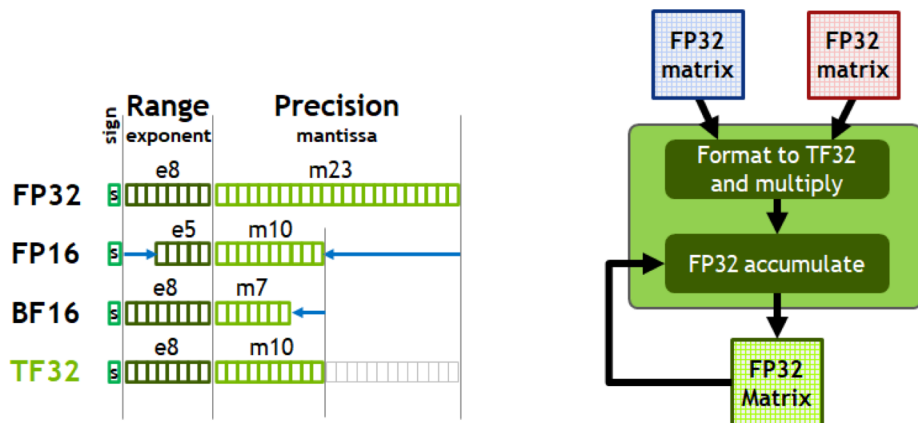 Range
Precision
sign
exponent
mantissa
e8
m23
FP32
s
e5
m10
FP16
s
e8
m7
BF16
s
e8
m10
TF32
s
FP32
matrix
FP32
matrix
Format to TF32
and multiply
FP32 accumulate
FP32
Matrix